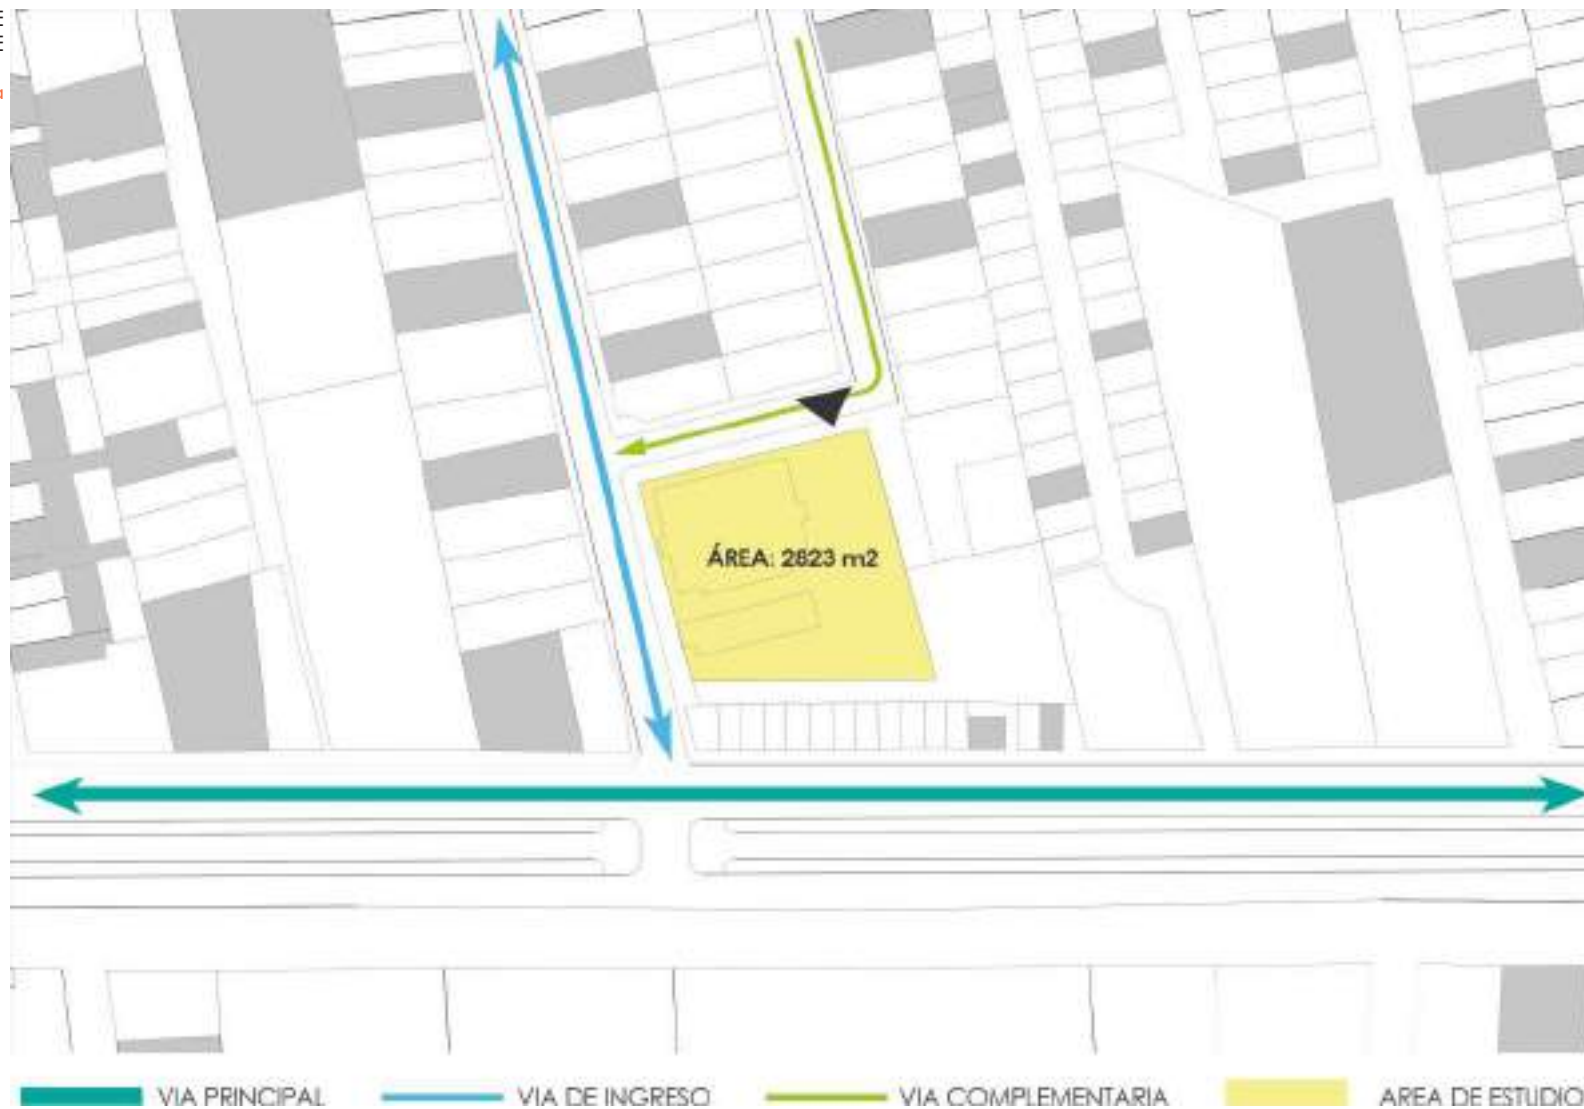 ÁREA: 2823 m2
VIA PRINCIPAL
VIA DE INGRESO
VIA COMPLEMENTARIA
AREA DE ESTUDIO